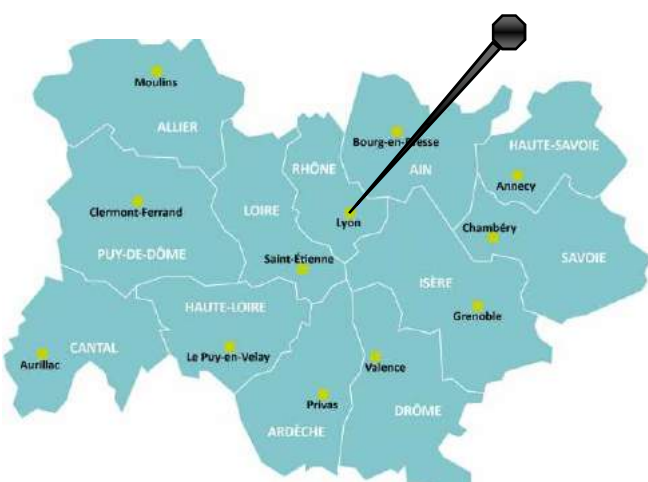 Moulins
ALLIER
Bourg-en-Bresse
HAUTE-SAVOIE
RHÔNE
AIN
Annecy
Clermont-Ferrand
LOIRE
Lyon
Chambéry
PUY-DE-DÔME
Saint-Étienne
SAVOIE
ISÈRE
HAUTE-LOIRE
Grenoble
CANTAL
Aurillac
Le Puy-en-Velay
Valence
Privas
DRÔME
ARDÈCHE